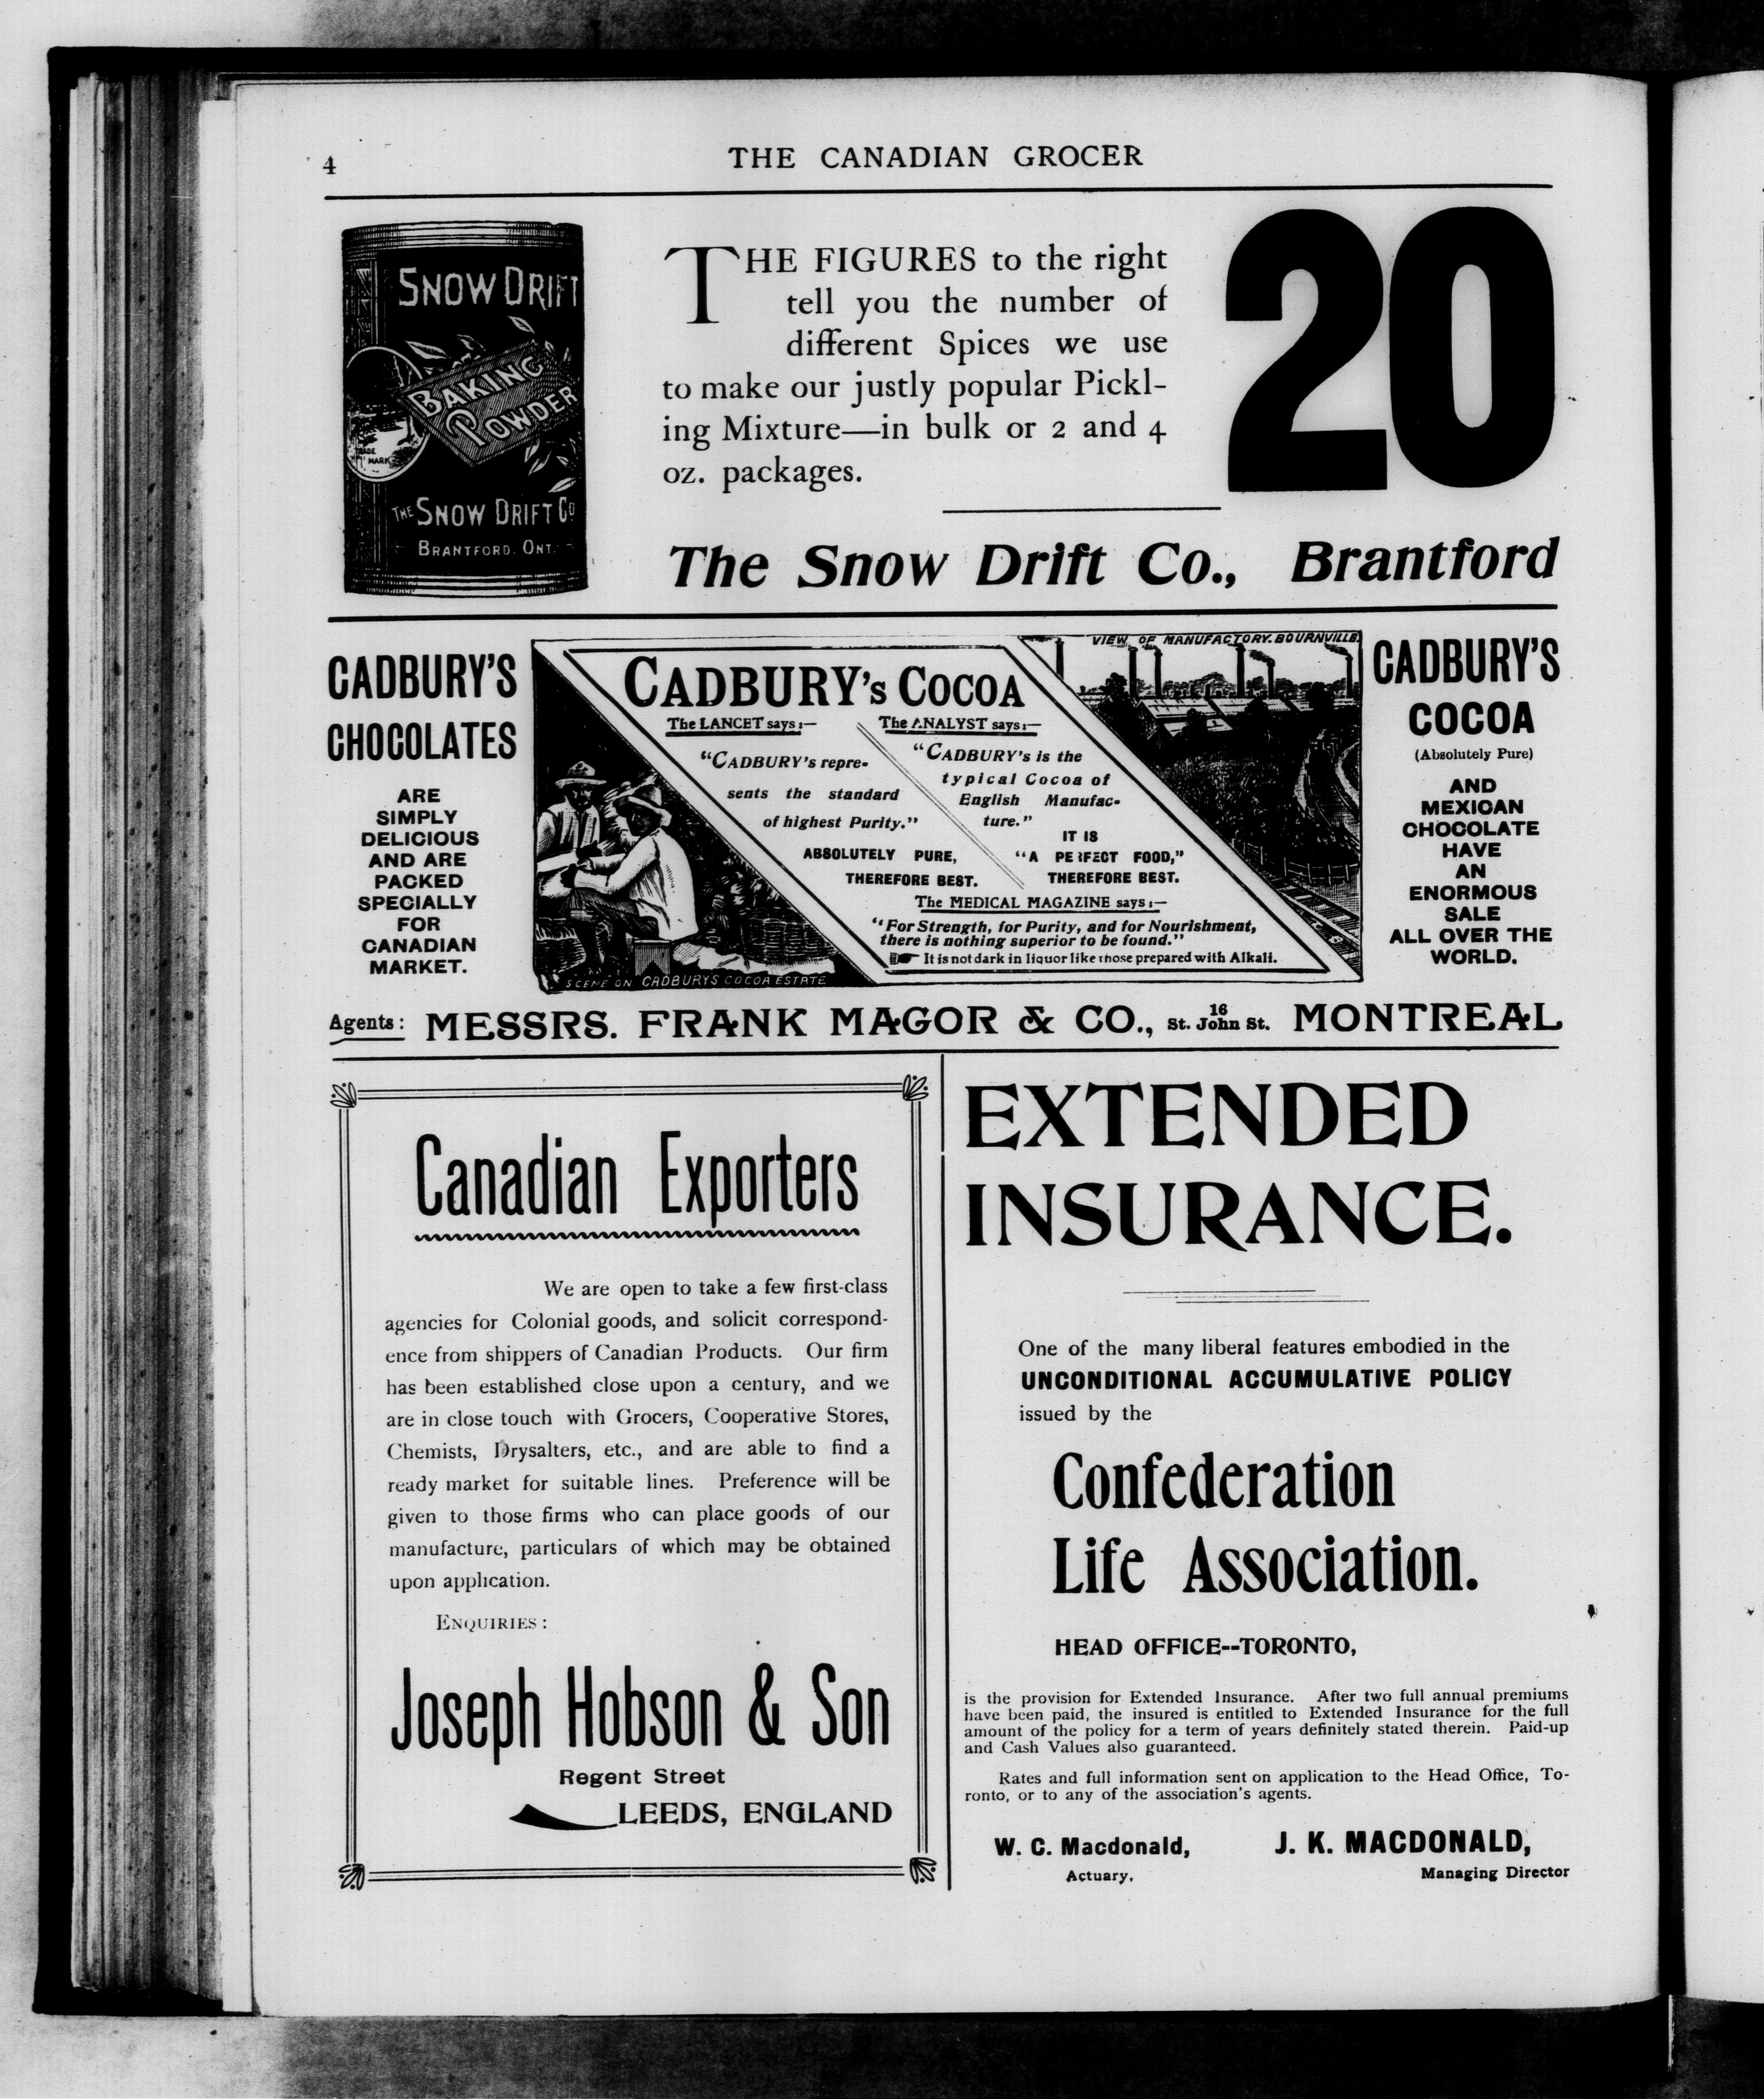 4
THE CANADIAN GROCER
SNOW DRIFT
BAKING
POWDER
TRADE
MARK
THE SNOW DRIFT CO
BRANTFORD. ONT.
THE FIGURES to the right
tell you the number of
different Spices we use
to make our justly popular Pickl-
ing Mixture—in bulk or 2 and 4
oz. packages.
20
The Snow Drift Co., Brantford
CADBURY'S
CHOCOLATES
ARE
SIMPLY
DELICIOUS
AND ARE
PACKED
SPECIALLY
FOR
CANADIAN
MARKET.
VIEW OF MANUFACTORY. BOURNVILLE
CADBURY's COCOA
The LANCET says:—
"CADBURY's repre-
sents the standard
of highest Purity."
ABSOLUTELY PURE,
THEREFORE BEST.
The ANALYST says:—
"CADBURY's is the
typical Cocoa of
English Manufac-
ture."
IT IS
"A PERFECT FOOD,"
THEREFORE BEST.
The MEDICAL MAGAZINE says:—
"For Strength, for Purity, and for Nourishment,
there is nothing superior to be found."
It is not dark in liquor like those prepared with Alkali.
SCENE ON CADBURYS COCOA ESTATE
CADBURY'S
COCOA
(Absolutely Pure)
AND
MEXICAN
CHOCOLATE
HAVE
AN
ENORMOUS
SALE
ALL OVER THE
WORLD.
Agents: MESSRS. FRANK MAGOR & CO., 16 St. John St. MONTREAL
Canadian Exporters
We are open to take a few first-class
agencies for Colonial goods, and solicit correspond-
ence from shippers of Canadian Products. Our firm
has been established close upon a century, and we
are in close touch with Grocers, Cooperative Stores,
Chemists, Drysalters, etc., and are able to find a
ready market for suitable lines. Preference will be
given to those firms who can place goods of our
manufacture, particulars of which may be obtained
upon application.
ENQUIRIES:
Joseph Hobson & Son
Regent Street
LEEDS, ENGLAND
EXTENDED
INSURANCE.
One of the many liberal features embodied in the
UNCONDITIONAL ACCUMULATIVE POLICY
issued by the
Confederation
Life Association.
HEAD OFFICE--TORONTO,
is the provision for Extended Insurance. After two full annual premiums
have been paid, the insured is entitled to Extended Insurance for the full
amount of the policy for a term of years definitely stated therein. Paid-up
and Cash Values also guaranteed.
Rates and full information sent on application to the Head Office, To-
ronto, or to any of the association's agents.
W. C. Macdonald,
Actuary.
J. K. MACDONALD,
Managing Director